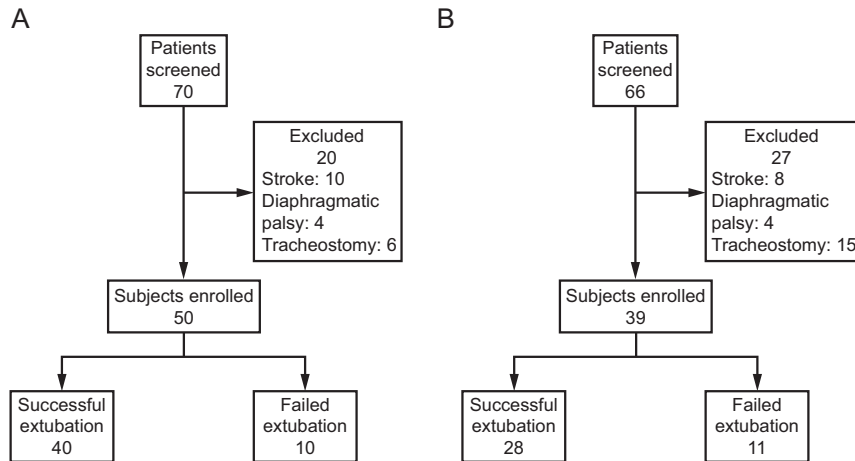 A
Patients
screened
70
Excluded
20
Stroke: 10
Diaphragmatic
palsy: 4
Tracheostomy: 6
Subjects enrolled
50
Successful
extubation
40
Failed
extubation
10
B
Patients
screened
66
Excluded
27
Stroke: 8
Diaphragmatic
palsy: 4
Tracheostomy: 15
Subjects enrolled
39
Successful
extubation
28
Failed
extubation
11